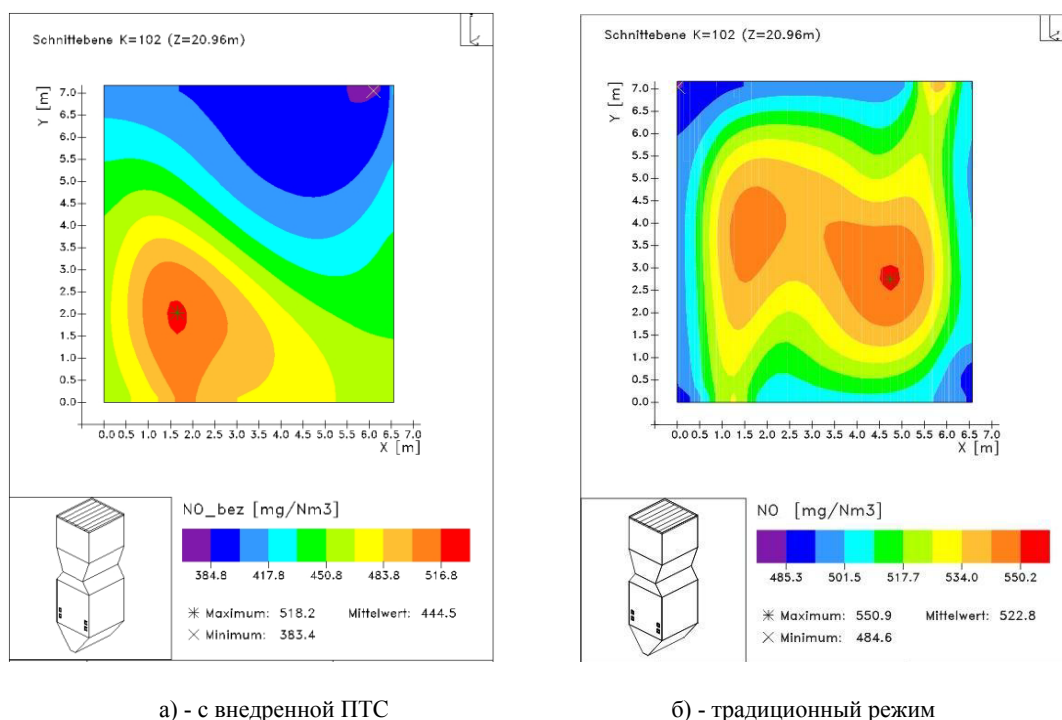 Schnittebene K=102 (Z=20.96m)
Y [m]
7.0
6.5
6.0
5.5
5.0
4.5
4.0
3.5
3.0
2.5
2.0
1.5
1.0
0.5
0.0
0.0 0.5 1.0 1.5 2.0 2.5 3.0 3.5 4.0 4.5 5.0 5.5 6.0 6.5 7.0
X [m]
NO_bez [mg/Nm3]
384.8 417.8 450.8 483.8 516.8
Maximum: 518.2 Mittelwert: 444.5
Minimum: 383.4
а) - с внедренной ПТС
Schnittebene K=102 (Z=20.96m)
Y [m]
7.0
6.5
6.0
5.5
5.0
4.5
4.0
3.5
3.0
2.5
2.0
1.5
1.0
0.5
0.0
0.0 0.5 1.0 1.5 2.0 2.5 3.0 3.5 4.0 4.5 5.0 5.5 6.0 6.5 7.0
X [m]
NO [mg/Nm3]
485.3 501.5 517.7 534.0 550.2
Maximum: 550.9 Mittelwert: 522.8
Minimum: 484.6
б) - традиционный режим